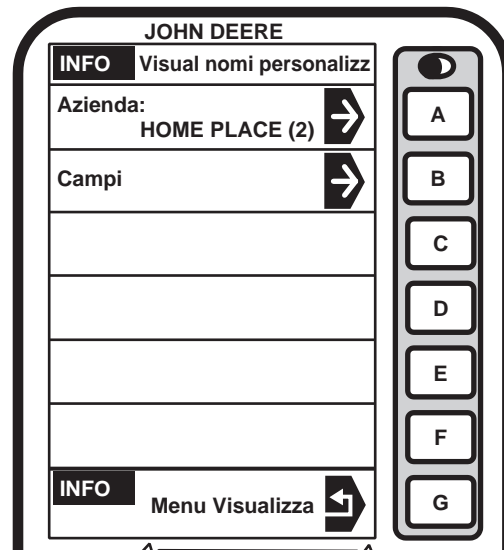 JOHN DEERE
INFO Visual nomi personalizz
Azienda:
HOME PLACE (2)
A
Campi
B
C
D
E
F
INFO
Menu Visualizza
G